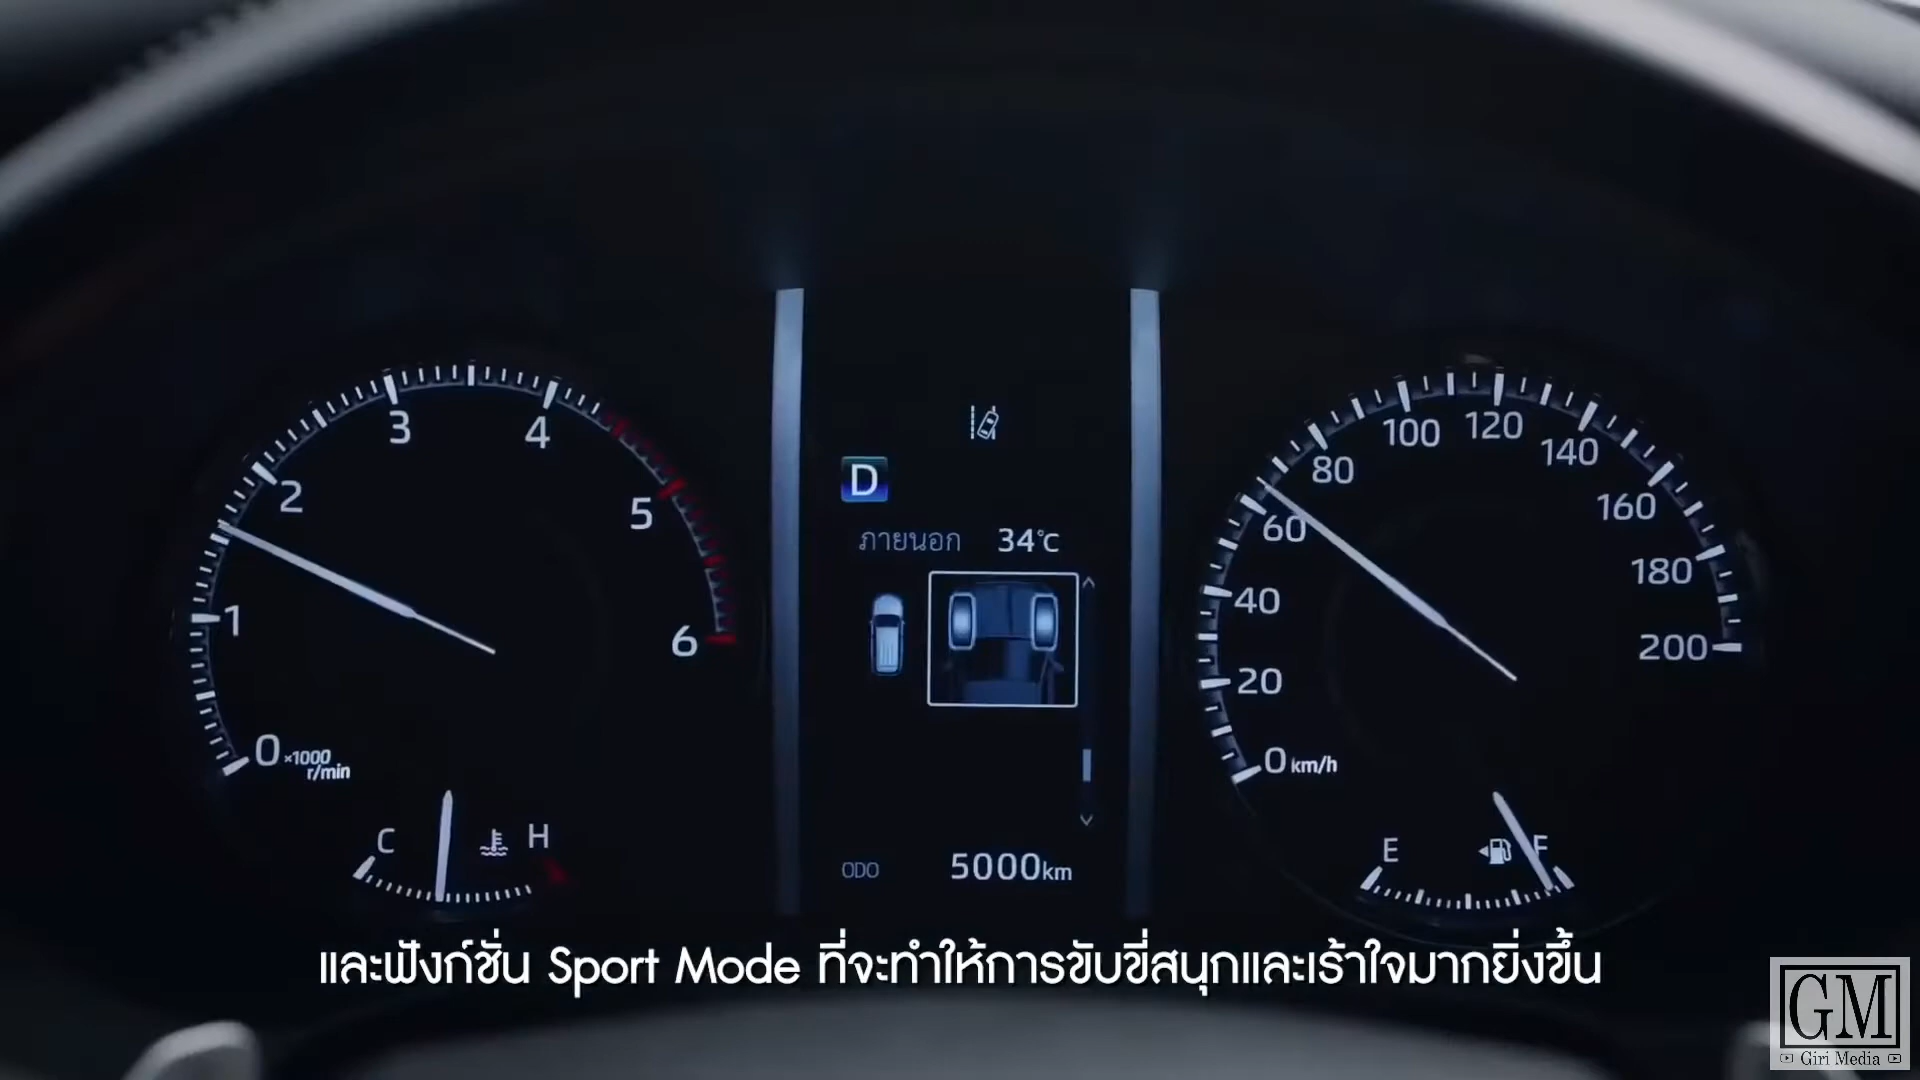 0
1
2
3
4
5
6
×1000
r/min
C
H
D
ภายนอก 34°C
ODO 5000km
0 km/h
20
40
60
80
100
120
140
160
180
200
E
F
และฟังก์ชั่น Sport Mode ที่จะทำให้การขับขี่สนุกและเร้าใจมากยิ่งขึ้น
GM
Giri Media